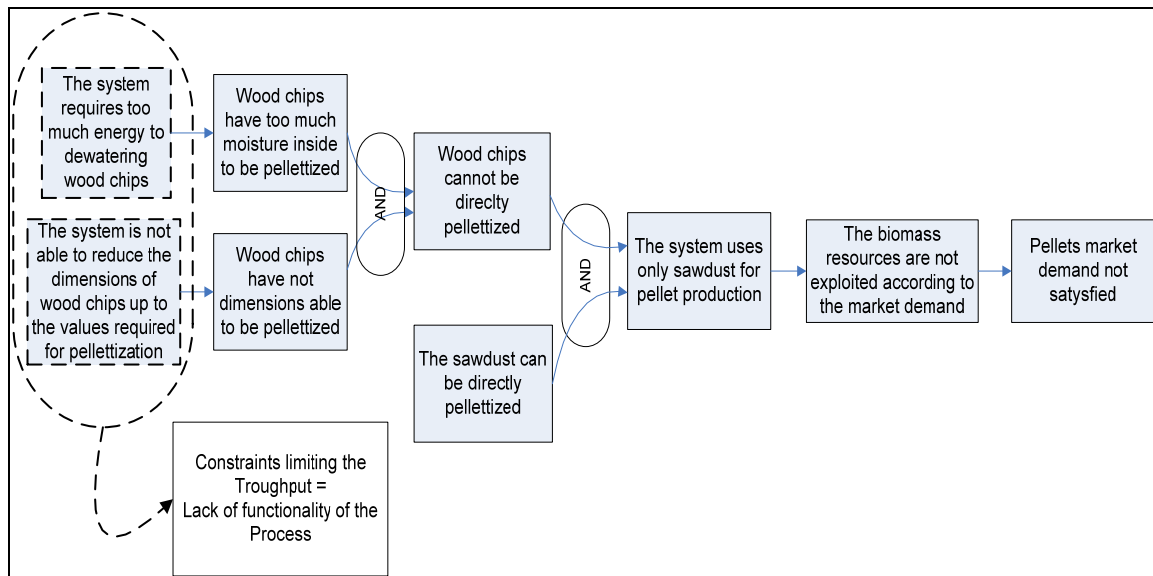 The system
requires too
much energy to
dewatering
wood chips
Wood chips
have too much
moisture inside
to be pellettized
The system is not
able to reduce the
dimensions of
wood chips up to
the values required
for pellettization
Wood chips
have not
dimensions able
to be pellettized
AND
Wood chips
cannot be
direclty
pellettized
The sawdust can
be directly
pellettized
AND
The system uses
only sawdust for
pellet production
The biomass
resources are not
exploited according to
the market demand
Pellets market
demand not
satysfied
Constraints limiting the
Troughput =
Lack of functionality of the
Process